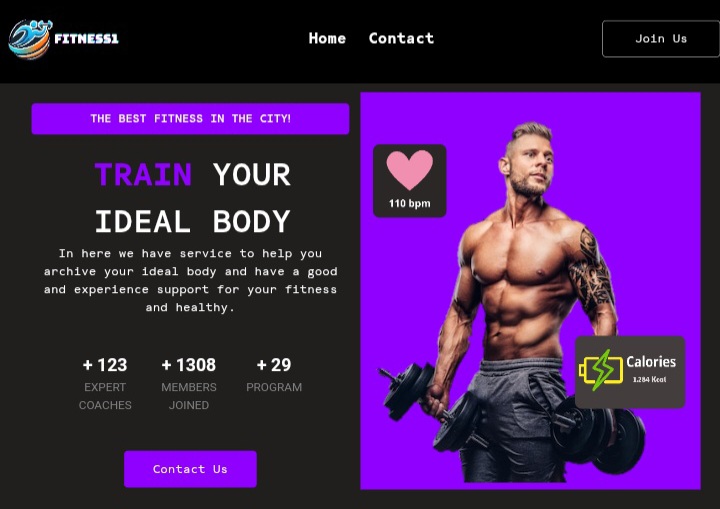 FITNESS1
Home Contact
Join Us
THE BEST FITNESS IN THE CITY!
TRAIN YOUR
IDEAL BODY
In here we have service to help you
archive your ideal body and have a good
and experience support for your fitness
and healthy.
+ 123
EXPERT
COACHES
+ 1308
MEMBERS
JOINED
+ 29
PROGRAM
Contact Us
110 bpm
Calories
1,284 Kcal